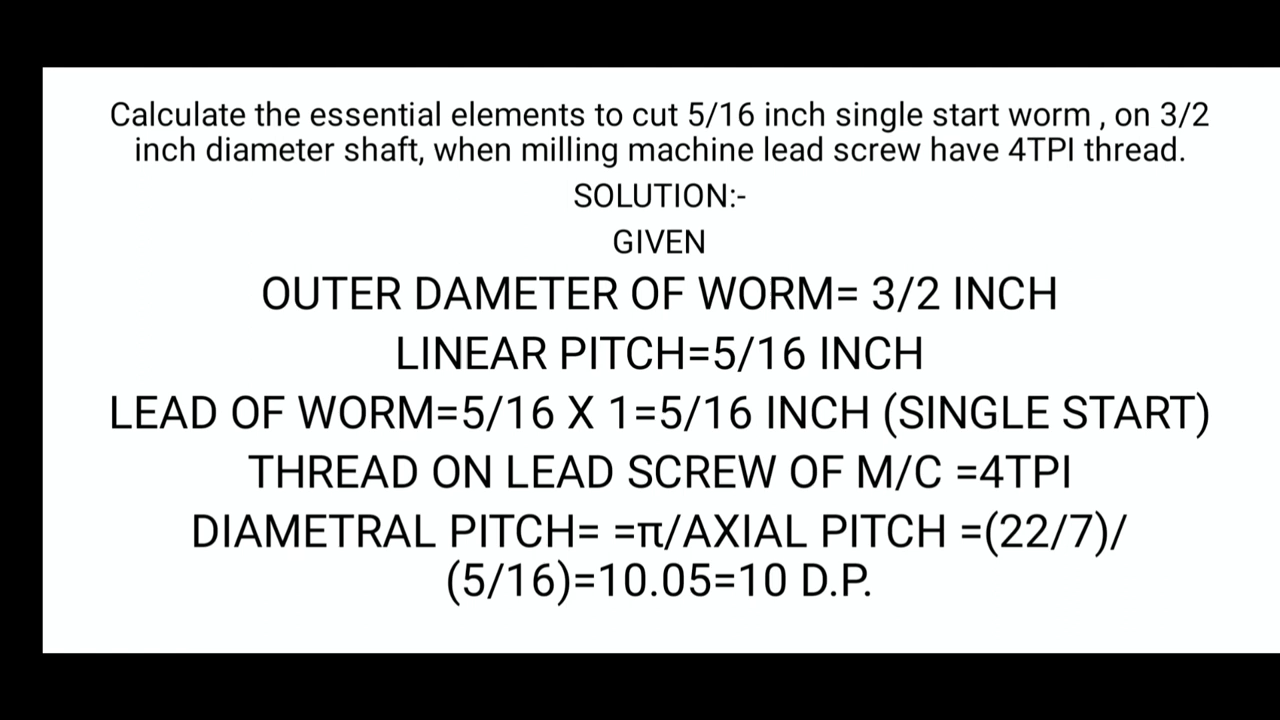 Calculate the essential elements to cut 5/16 inch single start worm , on 3/2
inch diameter shaft, when milling machine lead screw have 4TPI thread.
SOLUTION:-
GIVEN
OUTER DAMETER OF WORM= 3/2 INCH
LINEAR PITCH=5/16 INCH
LEAD OF WORM=5/16 X 1=5/16 INCH (SINGLE START)
THREAD ON LEAD SCREW OF M/C =4TPI
DIAMETRAL PITCH= =π/AXIAL PITCH =(22/7)/
(5/16)=10.05=10 D.P.